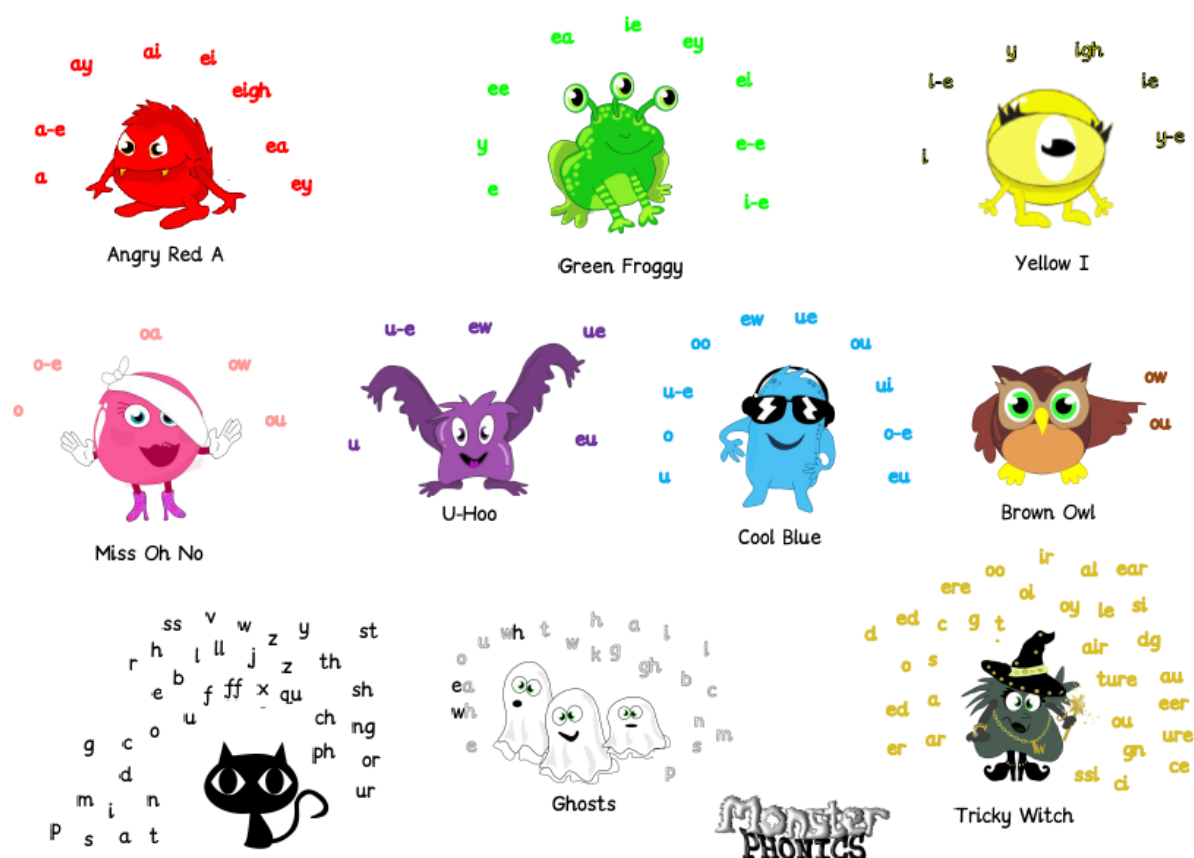 ay ai ei eigh
a-e ea
a ey
Angry Red A
ea ie ey
ee ei
y e-e
e i-e
Green Froggy
y igh
i-e ie
i y-e
Yellow I
oa
o-e ow
o ou
Miss Oh No
u-e ew ue
u eu
U-Hoo
ew ue
oo ou
u-e ui
o o-e
u eu
Cool Blue
ow
ou
Brown Owl
ss v w y st
r h l ll j z z th
e b f ff x qu sh
u ch ng
o ph or
g c ur
d
m i n
p s a t
u wh t h a i l
o w k g gh
ea b c
wh n m
e s
p
Ghosts
oo ir al ear
ere oi
d ed c g t oy le si
air dg
o s ture au
ed a eer
ou ure
er ar gn ce
ssi ci
Tricky Witch
Monster
PHONICS